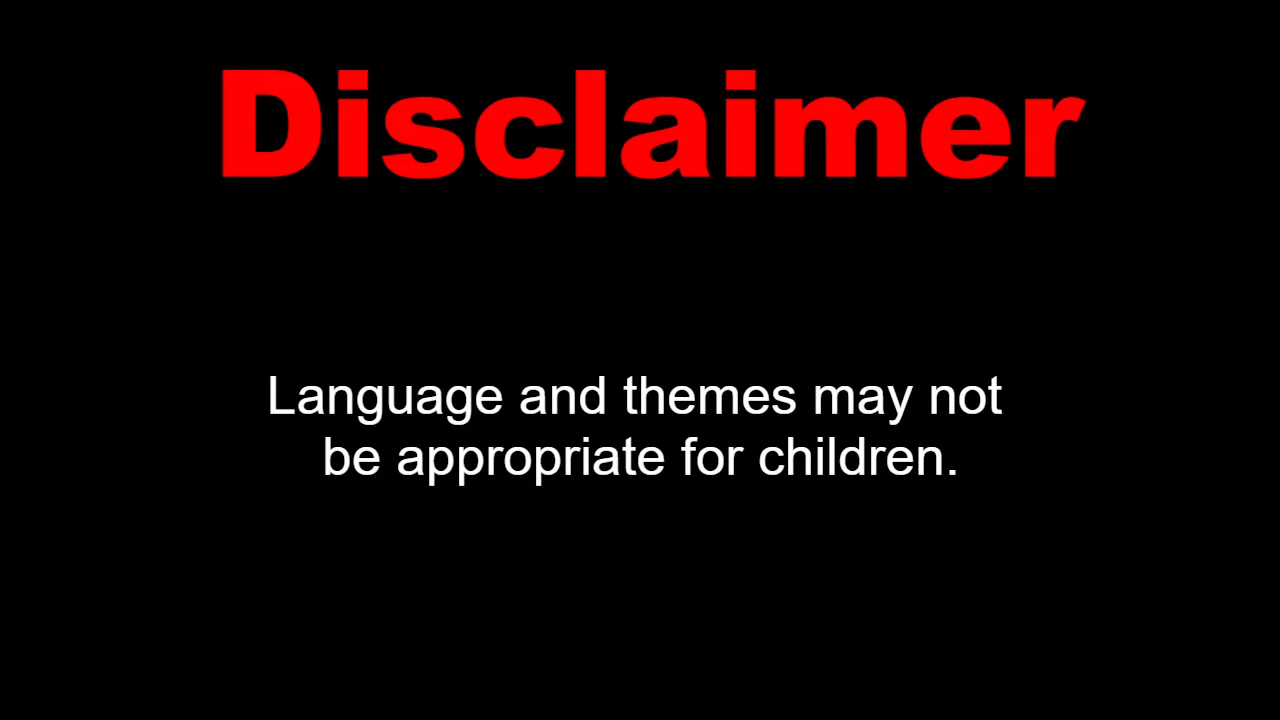 Disclaimer
Language and themes may not
be appropriate for children.